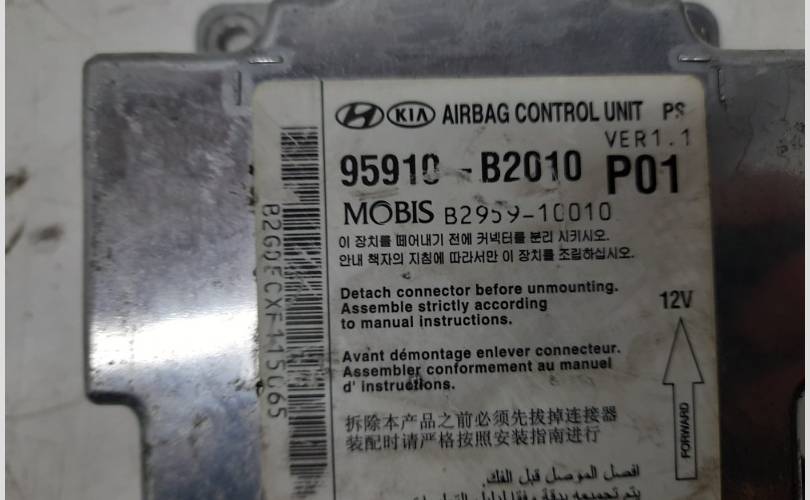 HYUNDAI KIA AIRBAG CONTROL UNIT PS
VER1.1
95910-B2010 P01
MOBIS B2959-10010
이 장치를 떼어내기 전에 커넥터를 분리 시키시오.
안내 책자의 지침에 따라서만 이 장치를 조립하십시오.
Detach connector before unmounting.
Assemble strictly according
to manual instructions.
12V
Avant démontage enlever connecteur.
Assembler conformement au manuel
d' instructions.
FORWARD
拆除本产品之前必须先拔掉连接器
装配时请严格按照安装指南进行
افصل الموصل قبل الفك.